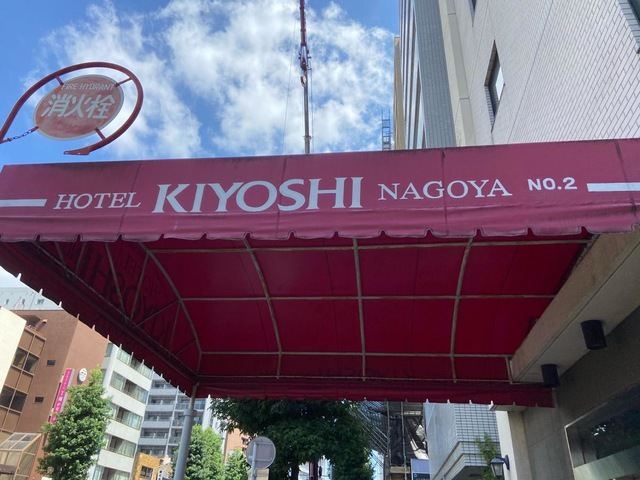 FIRE HYDRANT
消火栓
HOTEL KIYOSHI NAGOYA NO.2